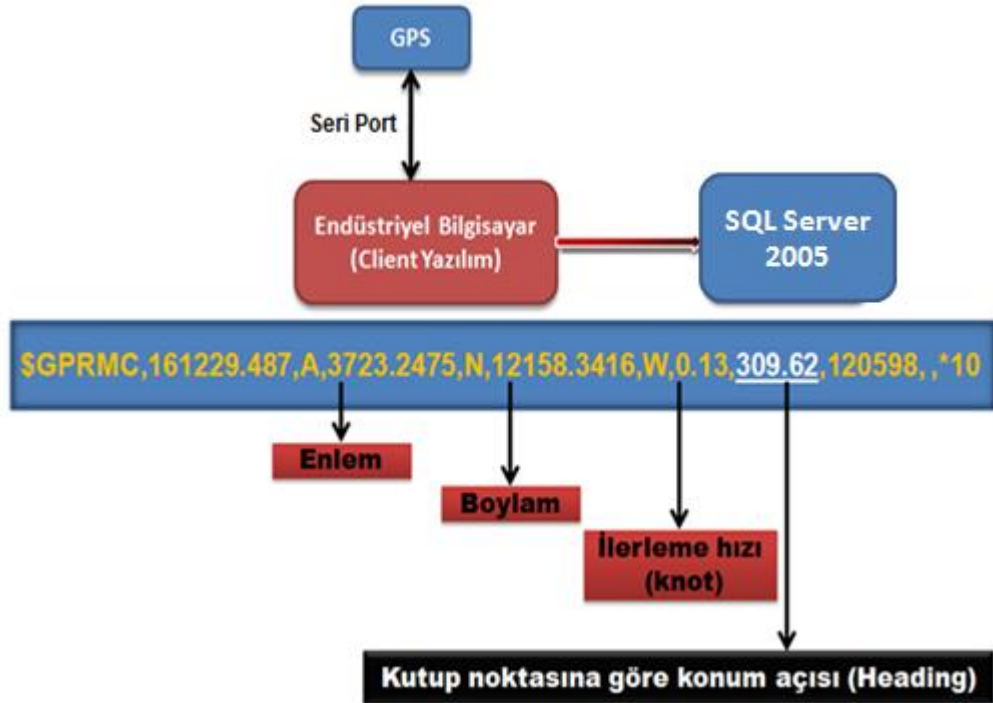 GPS
Seri Port
Endüstriyel Bilgisayar
(Client Yazılım)
SQL Server
2005
$GPRMC,161229.487,A,3723.2475,N,12158.3416,W,0.13,309.62,120598, ,*10
Enlem
Boylam
İlerleme hızı
(knot)
Kutup noktasına göre konum açısı (Heading)